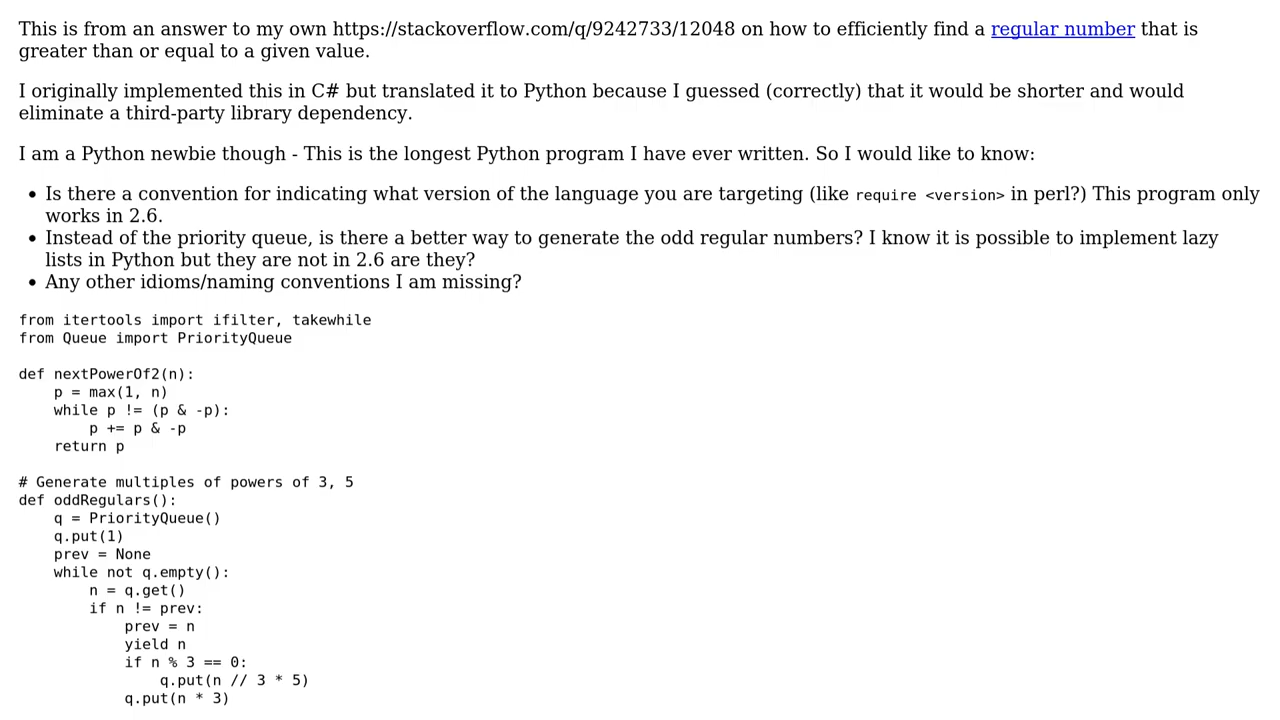 This is from an answer to my own https://stackoverflow.com/q/9242733/12048 on how to efficiently find a regular number that is
greater than or equal to a given value.
I originally implemented this in C# but translated it to Python because I guessed (correctly) that it would be shorter and would
eliminate a third-party library dependency.
I am a Python newbie though - This is the longest Python program I have ever written. So I would like to know:
• Is there a convention for indicating what version of the language you are targeting (like require <version> in perl?) This program only
works in 2.6.
• Instead of the priority queue, is there a better way to generate the odd regular numbers? I know it is possible to implement lazy
lists in Python but they are not in 2.6 are they?
• Any other idioms/naming conventions I am missing?
from itertools import ifilter, takewhile
from Queue import PriorityQueue

def nextPowerOf2(n):
    p = max(1, n)
    while p != (p & -p):
        p += p & -p
    return p

# Generate multiples of powers of 3, 5
def oddRegulars():
    q = PriorityQueue()
    q.put(1)
    prev = None
    while not q.empty():
        n = q.get()
        if n != prev:
            prev = n
            yield n
            if n % 3 == 0:
                q.put(n // 3 * 5)
            q.put(n * 3)